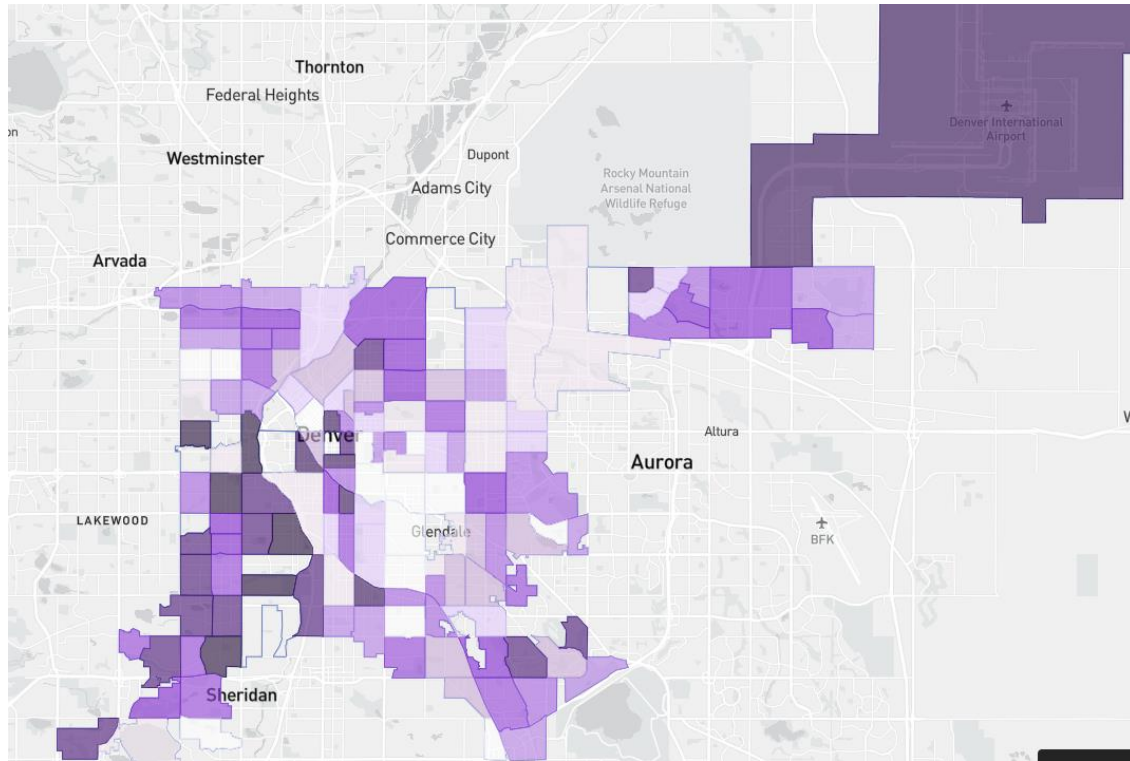 Thornton
Federal Heights
on
Westminster
Dupont
Denver International
Airport
Rocky Mountain
Arsenal National
Wildlife Refuge
Adams City
Commerce City
Arvada
W
Denver
Altura
Aurora
LAKEWOOD
Glendale
BFK
Sheridan